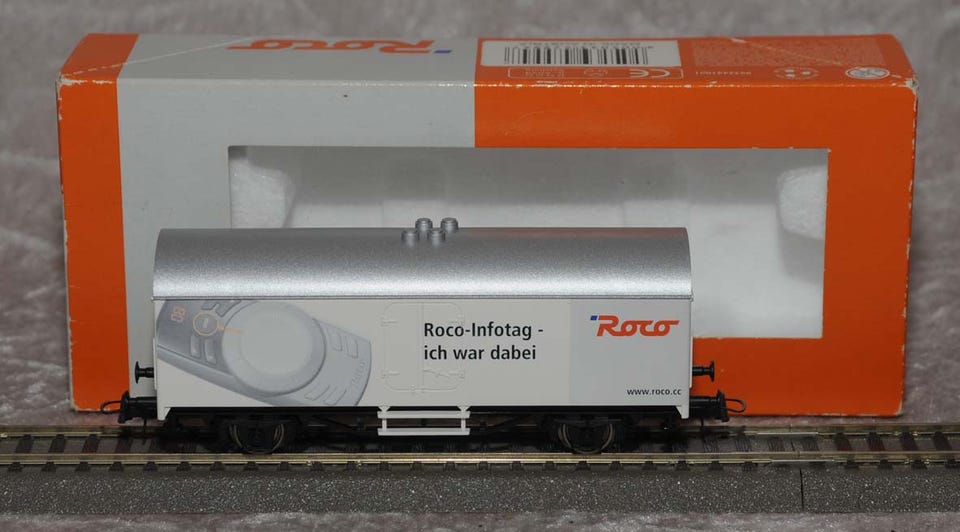 Roco
Roco-Infotag -
ich war dabei
Roco
www.roco.cc